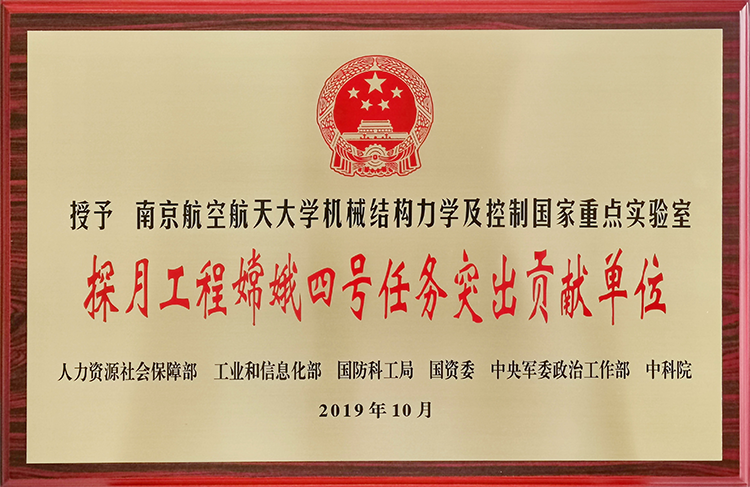 授予 南京航空航天大学机械结构力学及控制国家重点实验室
探月工程嫦娥四号任务突出贡献单位
人力资源社会保障部 工业和信息化部 国防科工局 国资委 中央军委政治工作部 中科院
2019年10月